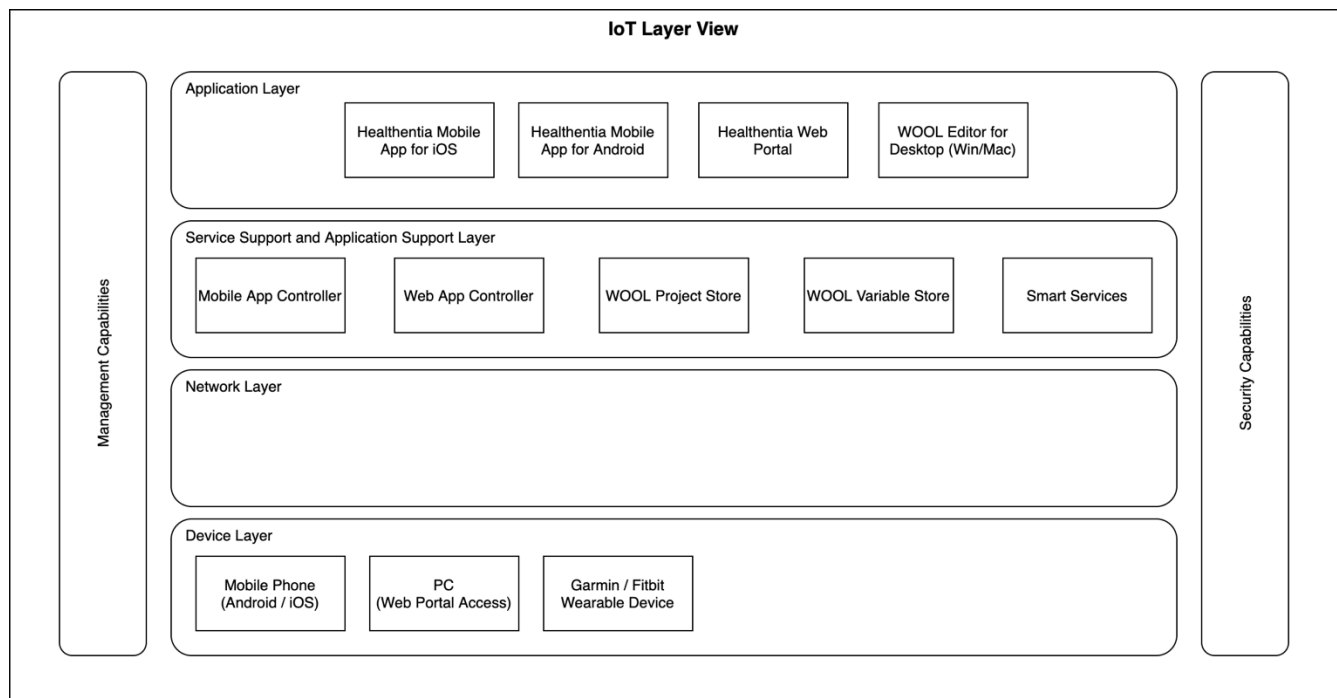 IoT Layer View
Management Capabilities
Application Layer
Healthentia Mobile
App for iOS
Healthentia Mobile
App for Android
Healthentia Web
Portal
WOOL Editor for
Desktop (Win/Mac)
Service Support and Application Support Layer
Mobile App Controller
Web App Controller
WOOL Project Store
WOOL Variable Store
Smart Services
Network Layer
Device Layer
Mobile Phone
(Android / iOS)
PC
(Web Portal Access)
Garmin / Fitbit
Wearable Device
Security Capabilities